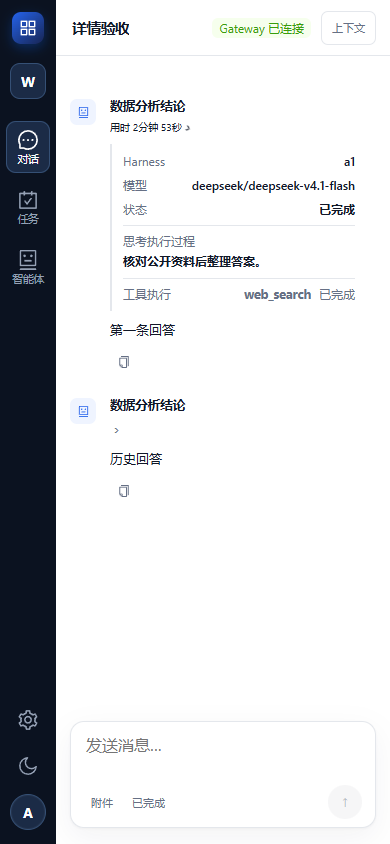 详情验收
Gateway 已连接
上下文
W
对话
任务
智能体
数据分析结论
用时 2分钟 53秒
Harness
a1
模型
deepseek/deepseek-v4.1-flash
状态
已完成
思考执行过程
核对公开资料后整理答案。
工具执行
web_search 已完成
第一条回答
数据分析结论
历史回答
发送消息...
附件
已完成
A